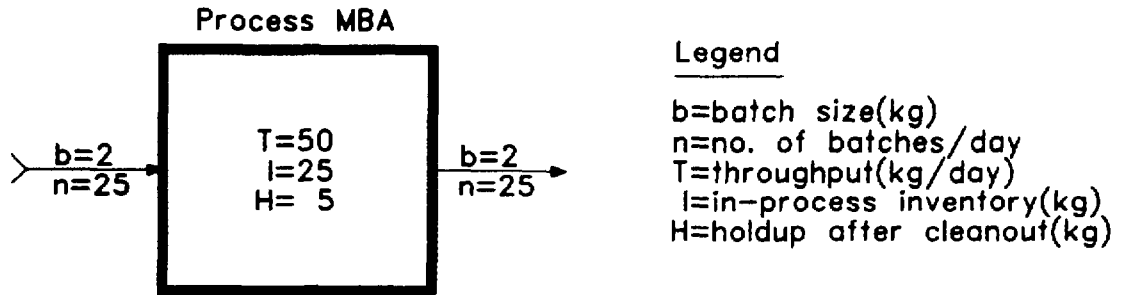 Process MBA
b=2
n=25
T=50
I=25
H= 5
b=2
n=25
Legend
b=batch size(kg)
n=no. of batches/day
T=throughput(kg/day)
I=in-process inventory(kg)
H=holdup after cleanout(kg)